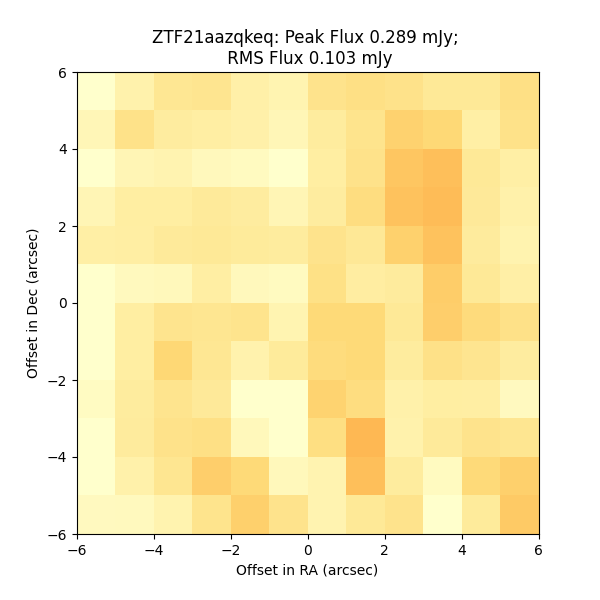 ZTF21aazqkeq: Peak Flux 0.289 mJy;
RMS Flux 0.103 mJy
6
4
2
0
−2
−4
−6
Offset in Dec (arcsec)
−6 −4 −2 0 2 4 6
Offset in RA (arcsec)